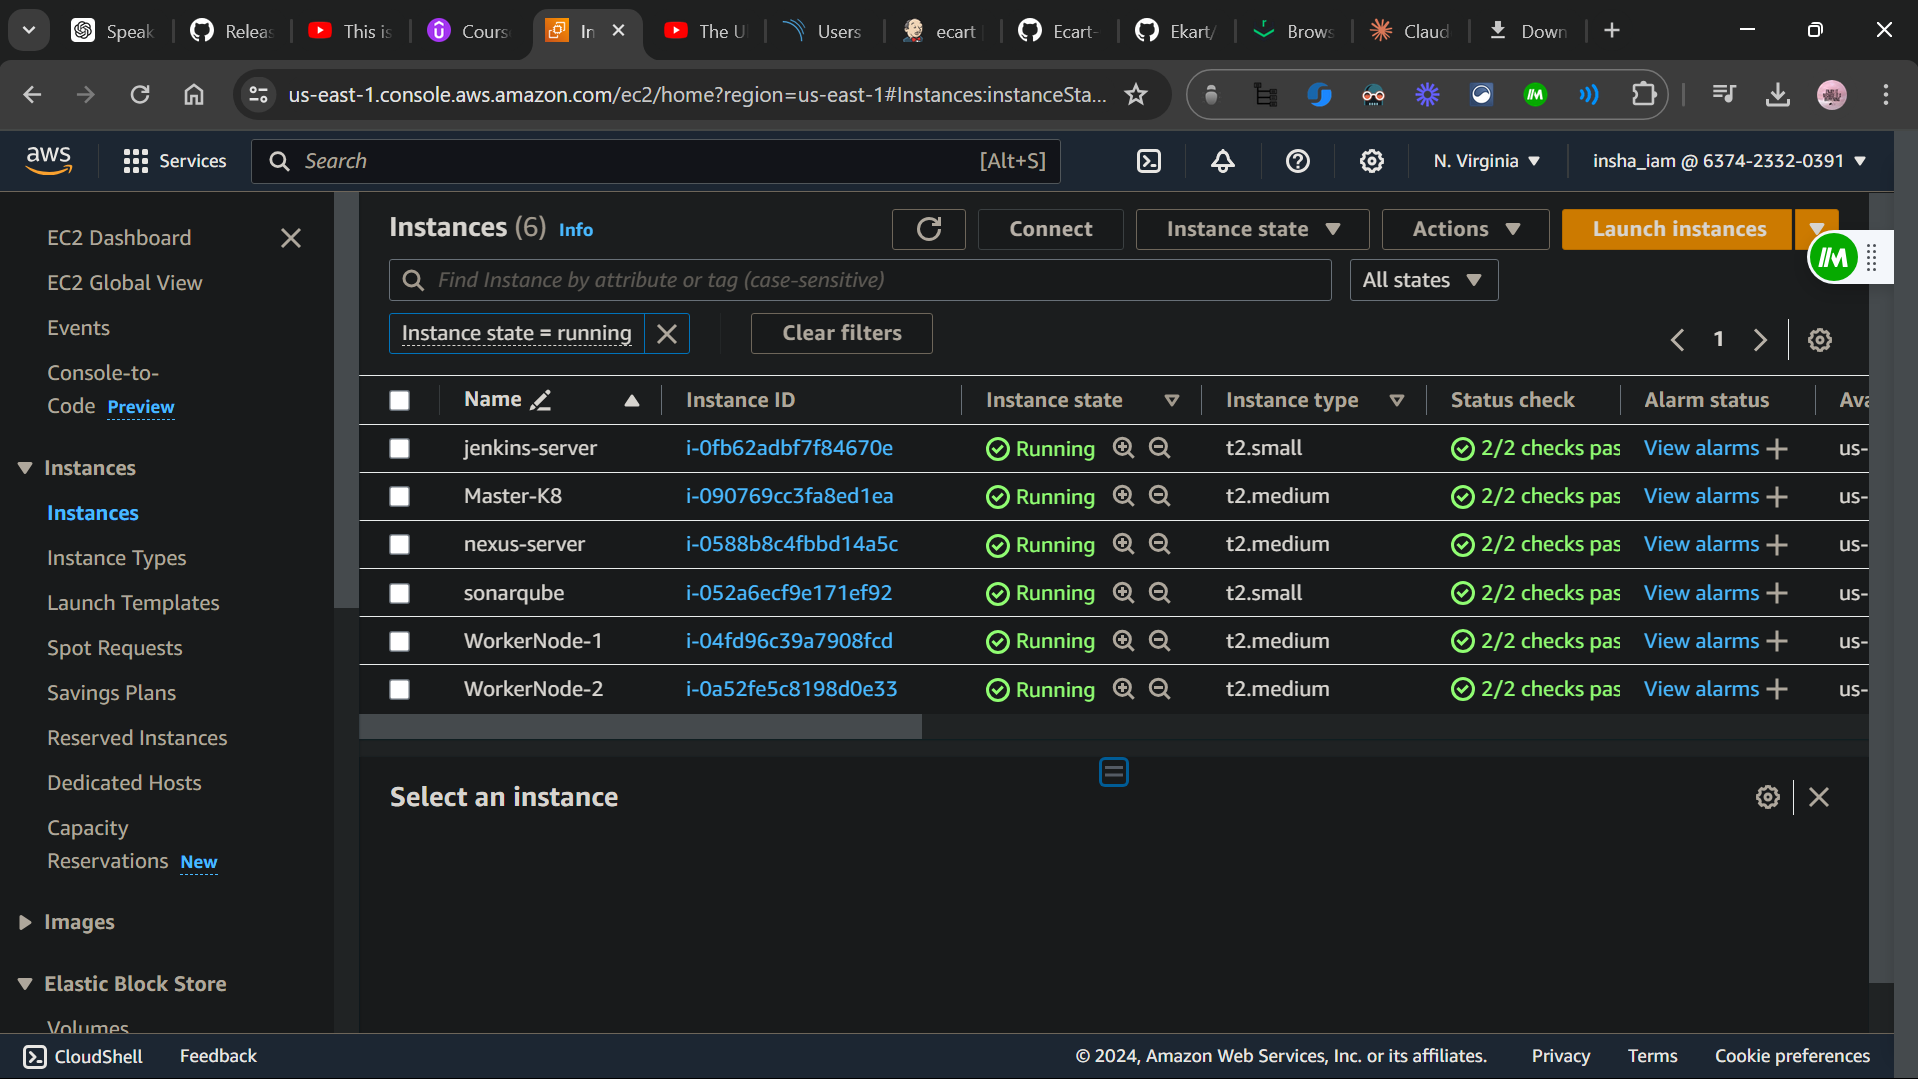 Speak
Releas
This is
Cours
In
The U
Users
ecart
Ecart-
Ekart/
Brows
Claud
Down
us-east-1.console.aws.amazon.com/ec2/home?region=us-east-1#Instances:instanceSta...
aws
Services
Search
[Alt+S]
N. Virginia
insha_iam @ 6374-2332-0391
EC2 Dashboard
EC2 Global View
Events
Console-to-
Code Preview
Instances
Instances
Instance Types
Launch Templates
Spot Requests
Savings Plans
Reserved Instances
Dedicated Hosts
Capacity
Reservations New
Images
Elastic Block Store
Volumes
Instances (6) Info
Connect
Instance state
Actions
Launch instances
Find Instance by attribute or tag (case-sensitive)
All states
Instance state = running
Clear filters
1
Name Instance ID Instance state Instance type Status check Alarm status Ava
jenkins-server i-0fb62adbf7f84670e Running t2.small 2/2 checks pas View alarms us-
Master-K8 i-090769cc3fa8ed1ea Running t2.medium 2/2 checks pas View alarms us-
nexus-server i-0588b8c4fbbd14a5c Running t2.medium 2/2 checks pas View alarms us-
sonarqube i-052a6ecf9e171ef92 Running t2.small 2/2 checks pas View alarms us-
WorkerNode-1 i-04fd96c39a7908fcd Running t2.medium 2/2 checks pas View alarms us-
WorkerNode-2 i-0a52fe5c8198d0e33 Running t2.medium 2/2 checks pas View alarms us-
Select an instance
CloudShell
Feedback
© 2024, Amazon Web Services, Inc. or its affiliates.
Privacy
Terms
Cookie preferences